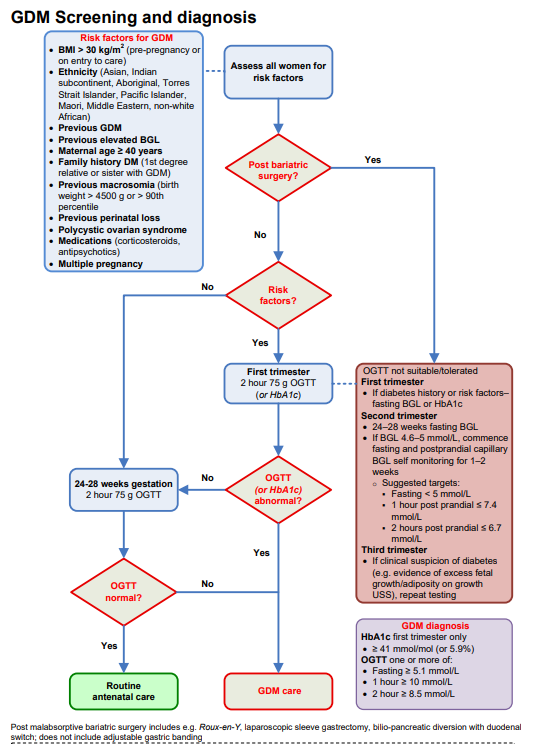 GDM Screening and diagnosis
Risk factors for GDM
• BMI > 30 kg/m² (pre-pregnancy or
on entry to care)
• Ethnicity (Asian, Indian
subcontinent, Aboriginal, Torres
Strait Islander, Pacific Islander,
Maori, Middle Eastern, non-white
African)
• Previous GDM
• Previous elevated BGL
• Maternal age ≥ 40 years
• Family history DM (1st degree
relative or sister with GDM)
• Previous macrosomia (birth
weight > 4500 g or > 90th
percentile
• Previous perinatal loss
• Polycystic ovarian syndrome
• Medications (corticosteroids,
antipsychotics)
• Multiple pregnancy
Assess all women for
risk factors
Post bariatric
surgery?
Yes
No
Risk
factors?
No
Yes
First trimester
2 hour 75 g OGTT
(or HbA1c)
OGTT not suitable/tolerated
First trimester
• If diabetes history or risk factors–
fasting BGL or HbA1c
Second trimester
• 24–28 weeks fasting BGL
• If BGL 4.6–5 mmol/L, commence
fasting and postprandial capillary
BGL self monitoring for 1–2
weeks
○ Suggested targets:
▪ Fasting < 5 mmol/L
▪ 1 hour post prandial ≤ 7.4
mmol/L
▪ 2 hours post prandial ≤ 6.7
mmol/L
Third trimester
• If clinical suspicion of diabetes
(e.g. evidence of excess fetal
growth/adiposity on growth
USS), repeat testing
OGTT
(or HbA1c)
abnormal?
No
Yes
24-28 weeks gestation
2 hour 75 g OGTT
OGTT
normal?
No
Yes
Routine
antenatal care
GDM care
GDM diagnosis
HbA1c first trimester only
• ≥ 41 mmol/mol (or 5.9%)
OGTT one or more of:
• Fasting ≥ 5.1 mmol/L
• 1 hour ≥ 10 mmol/L
• 2 hour ≥ 8.5 mmol/L
Post malabsorptive bariatric surgery includes e.g. Roux-en-Y, laparoscopic sleeve gastrectomy, bilio-pancreatic diversion with duodenal
switch; does not include adjustable gastric banding